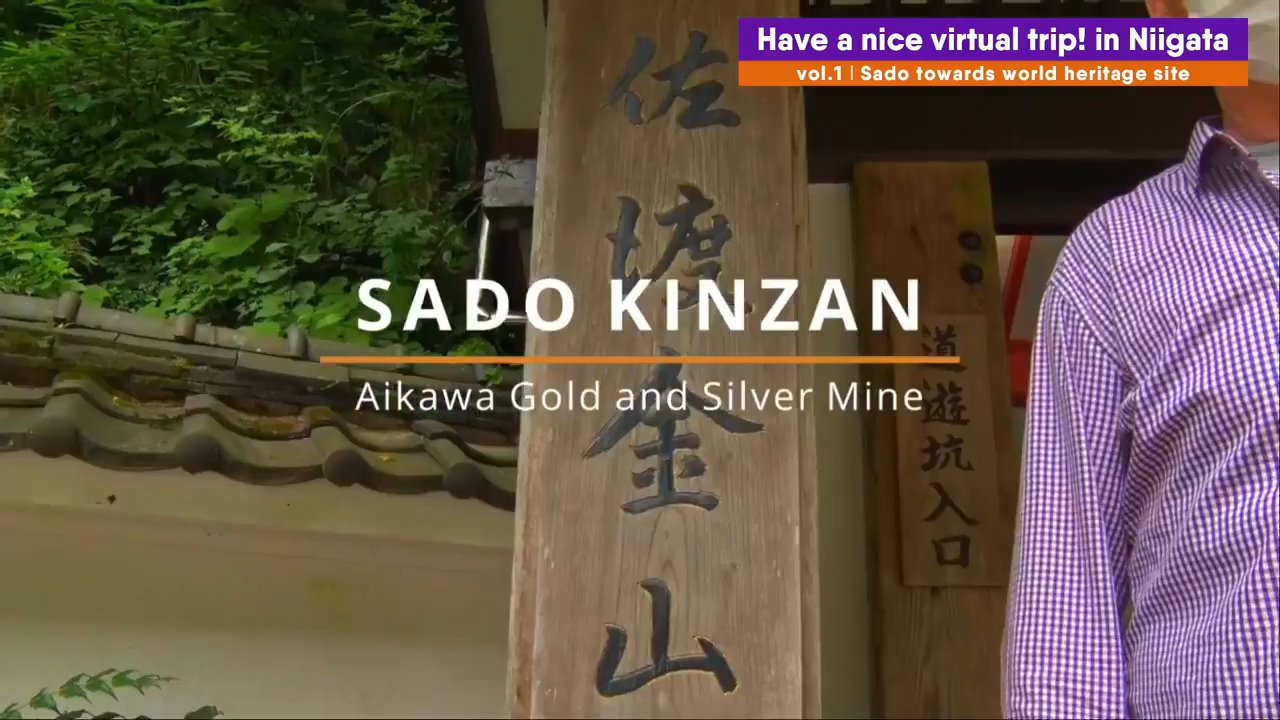 Have a nice virtual trip! in Niigata
vol.1 | Sado towards world heritage site
佐渡金山
SADO KINZAN
Aikawa Gold and Silver Mine
道遊坑入口